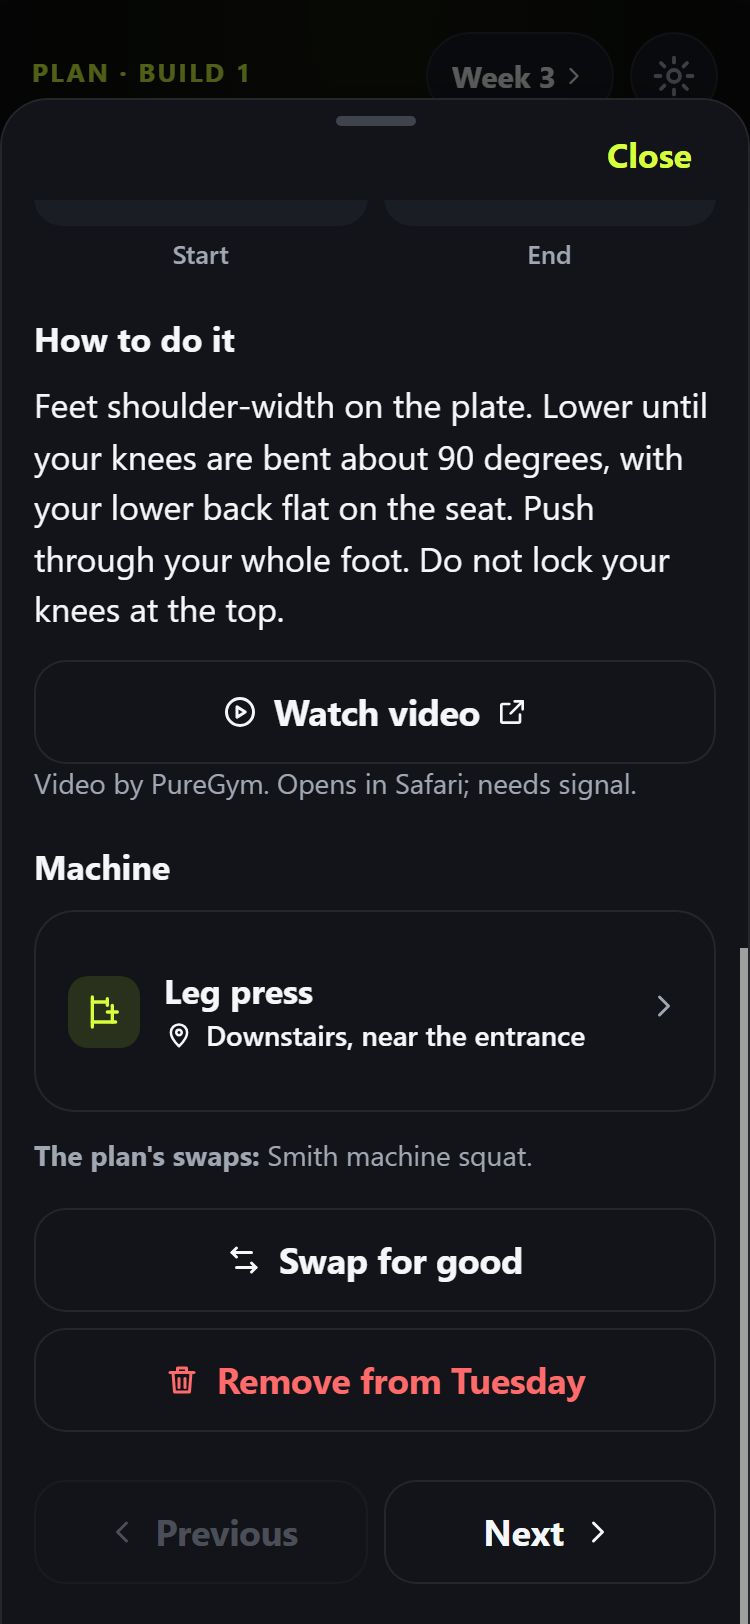 PLAN · BUILD 1
Week 3
Close
Start
End
How to do it
Feet shoulder-width on the plate. Lower until
your knees are bent about 90 degrees, with
your lower back flat on the seat. Push
through your whole foot. Do not lock your
knees at the top.
Watch video
Video by PureGym. Opens in Safari; needs signal.
Machine
Leg press
Downstairs, near the entrance
The plan's swaps: Smith machine squat.
Swap for good
Remove from Tuesday
Previous
Next